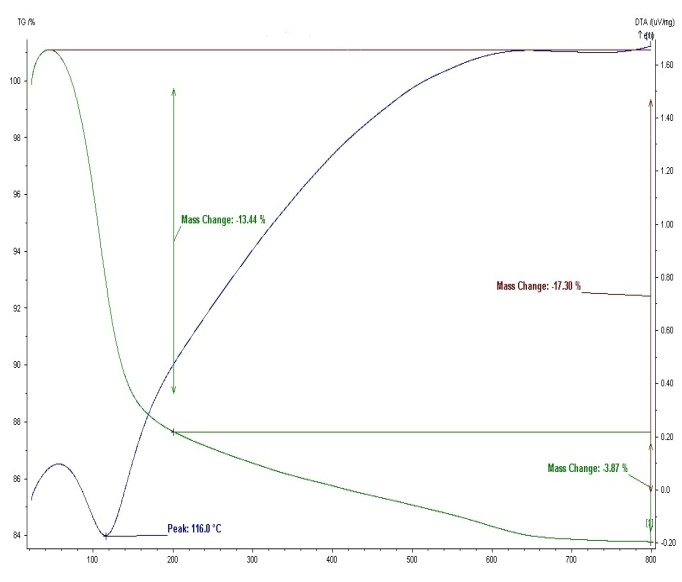 TG /%
DTA /(uV/mg)
100
98
96
94
92
90
88
86
84
1.60
1.40
1.20
1.00
0.80
0.60
0.40
0.20
0.0
-0.20
Mass Change: -13.44 %
Mass Change: -17.30 %
Mass Change: -3.87 %
Peak: 116.0 °C
[1]
100 200 300 400 500 600 700 800